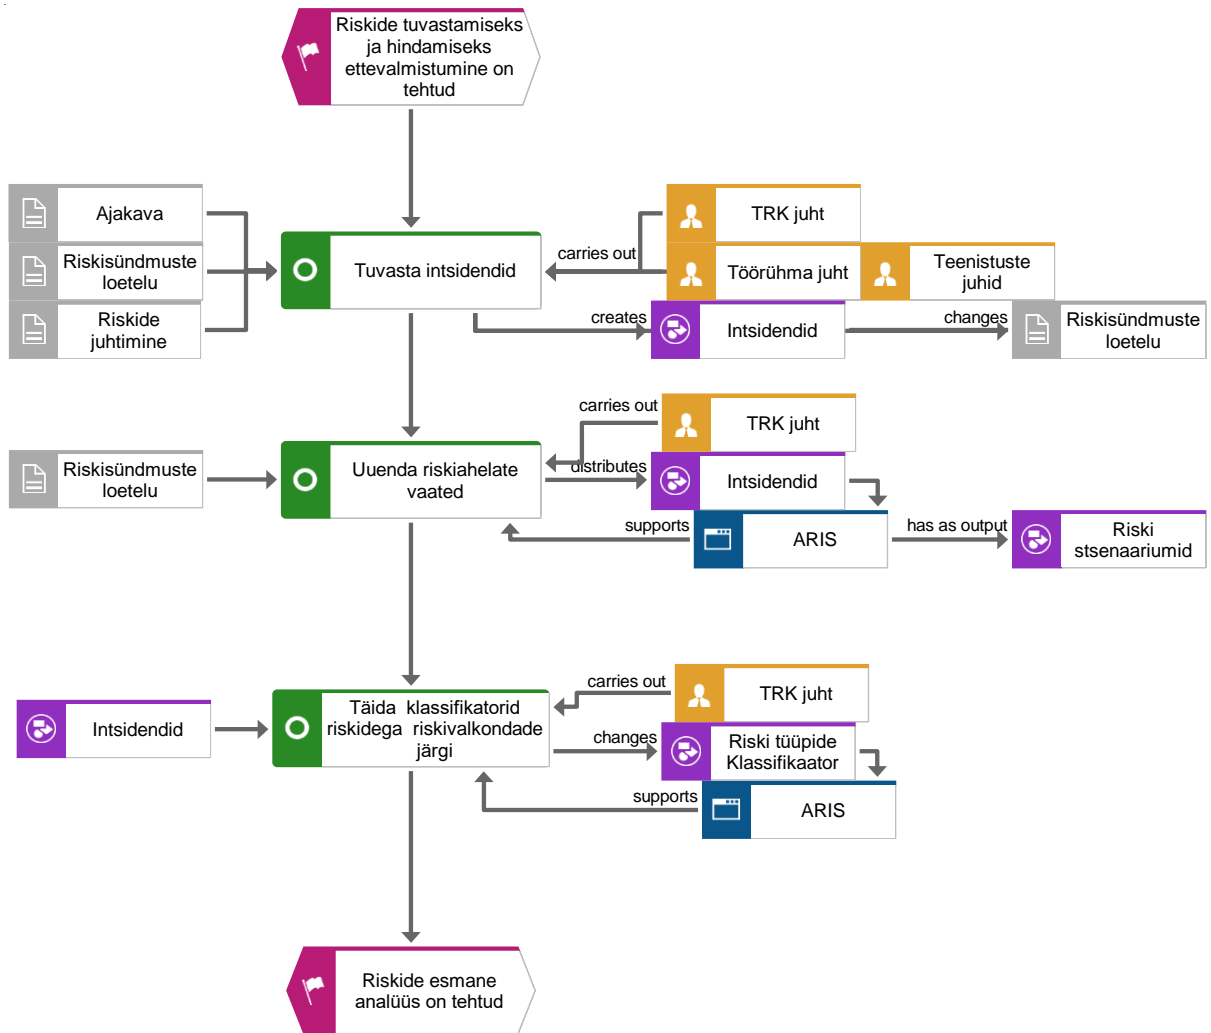 Riskide tuvastamiseks
ja hindamiseks
ettevalmistumine on
tehtud
Ajakava
Riskisündmuste
loetelu
Riskide
juhtimine
Tuvasta intsidendid
carries out
TRK juht
Töörühma juht
Teenistuste
juhid
creates
Intsidendid
changes
Riskisündmuste
loetelu
Riskisündmuste
loetelu
Uuenda riskiahelate
vaated
carries out
TRK juht
distributes
Intsidendid
supports
ARIS
has as output
Riski
stsenaariumid
Intsidendid
Täida klassifikatorid
riskidega riskivalkondade
järgi
carries out
TRK juht
changes
Riski tüüpide
Klassifikaator
supports
ARIS
Riskide esmane
analüüs on tehtud